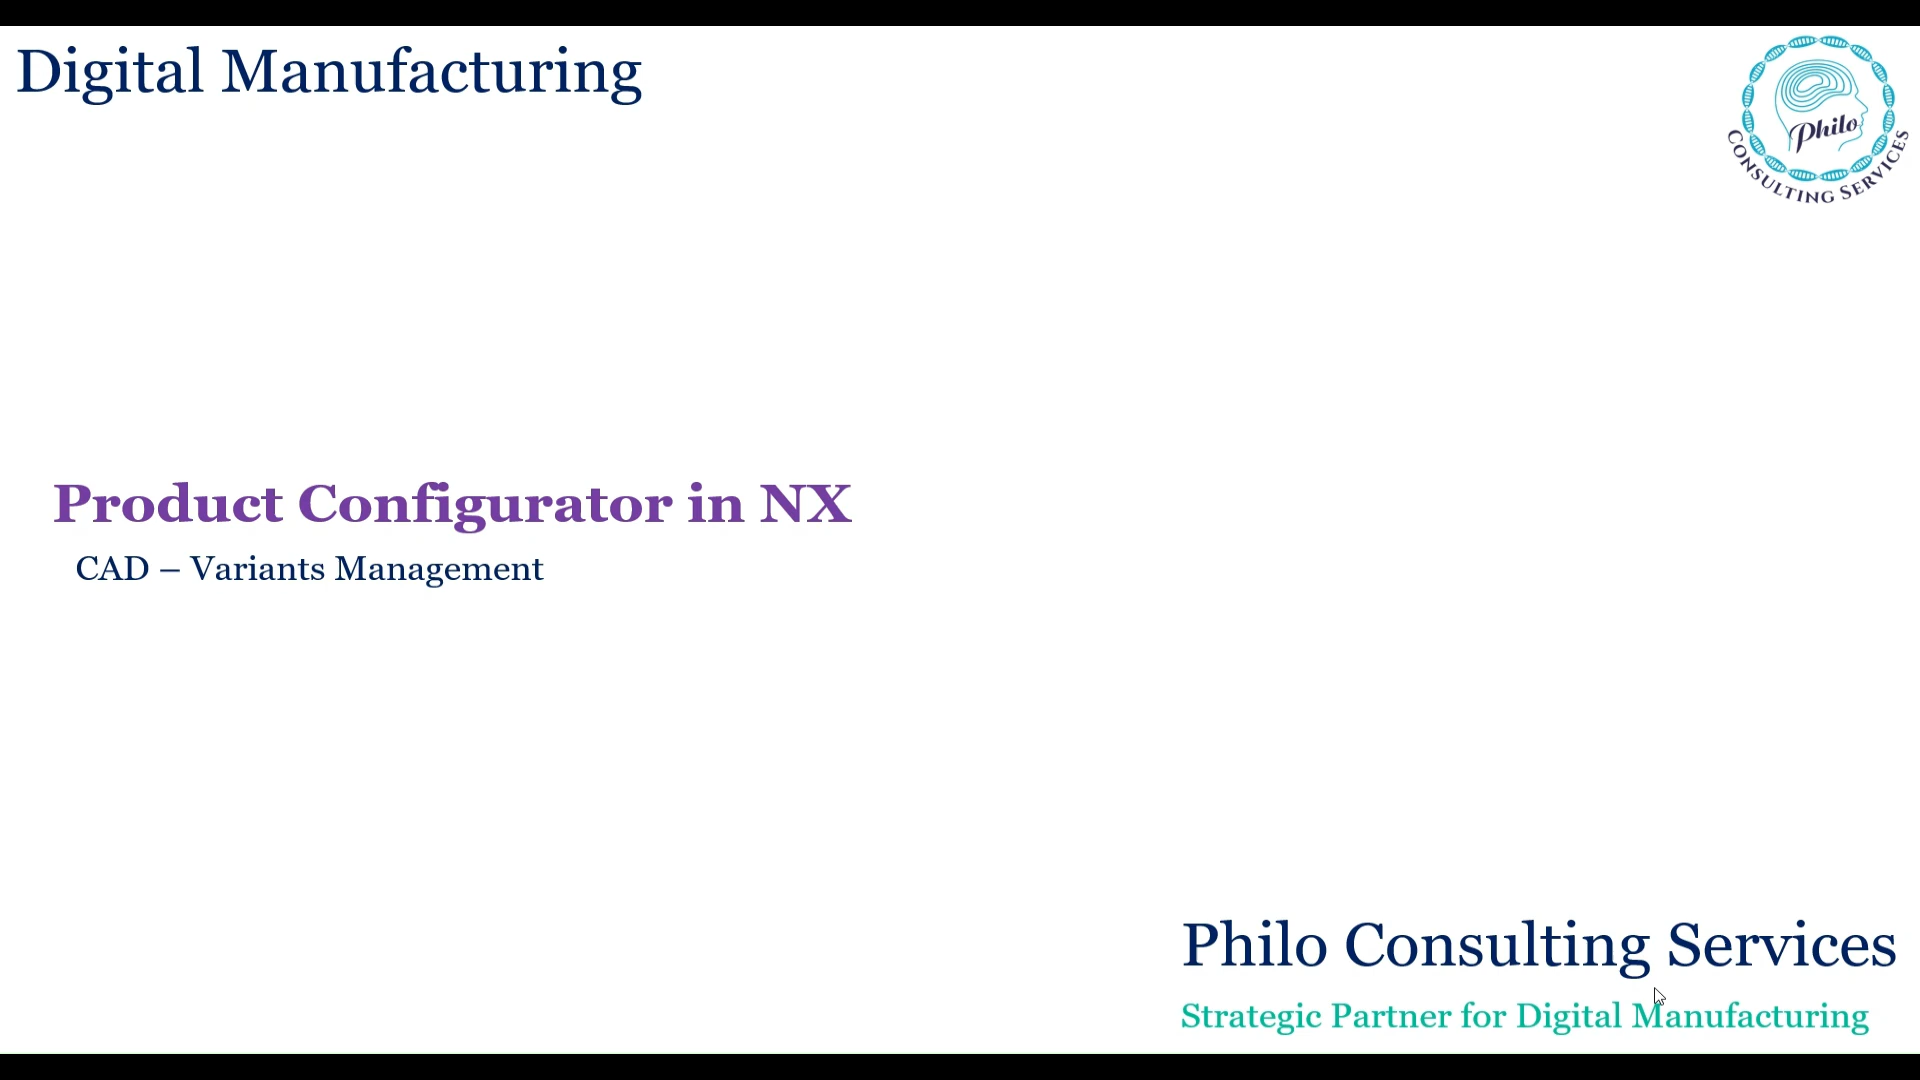 Digital Manufacturing
Philo
CONSULTING SERVICES
Product Configurator in NX
CAD – Variants Management
Philo Consulting Services
Strategic Partner for Digital Manufacturing